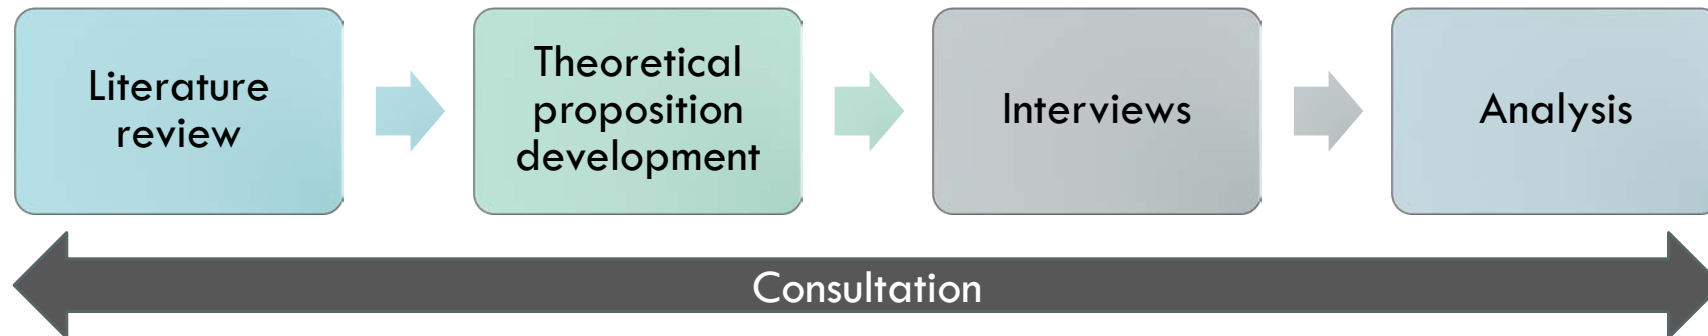 Literature
review
Theoretical
proposition
development
Interviews
Analysis
Consultation